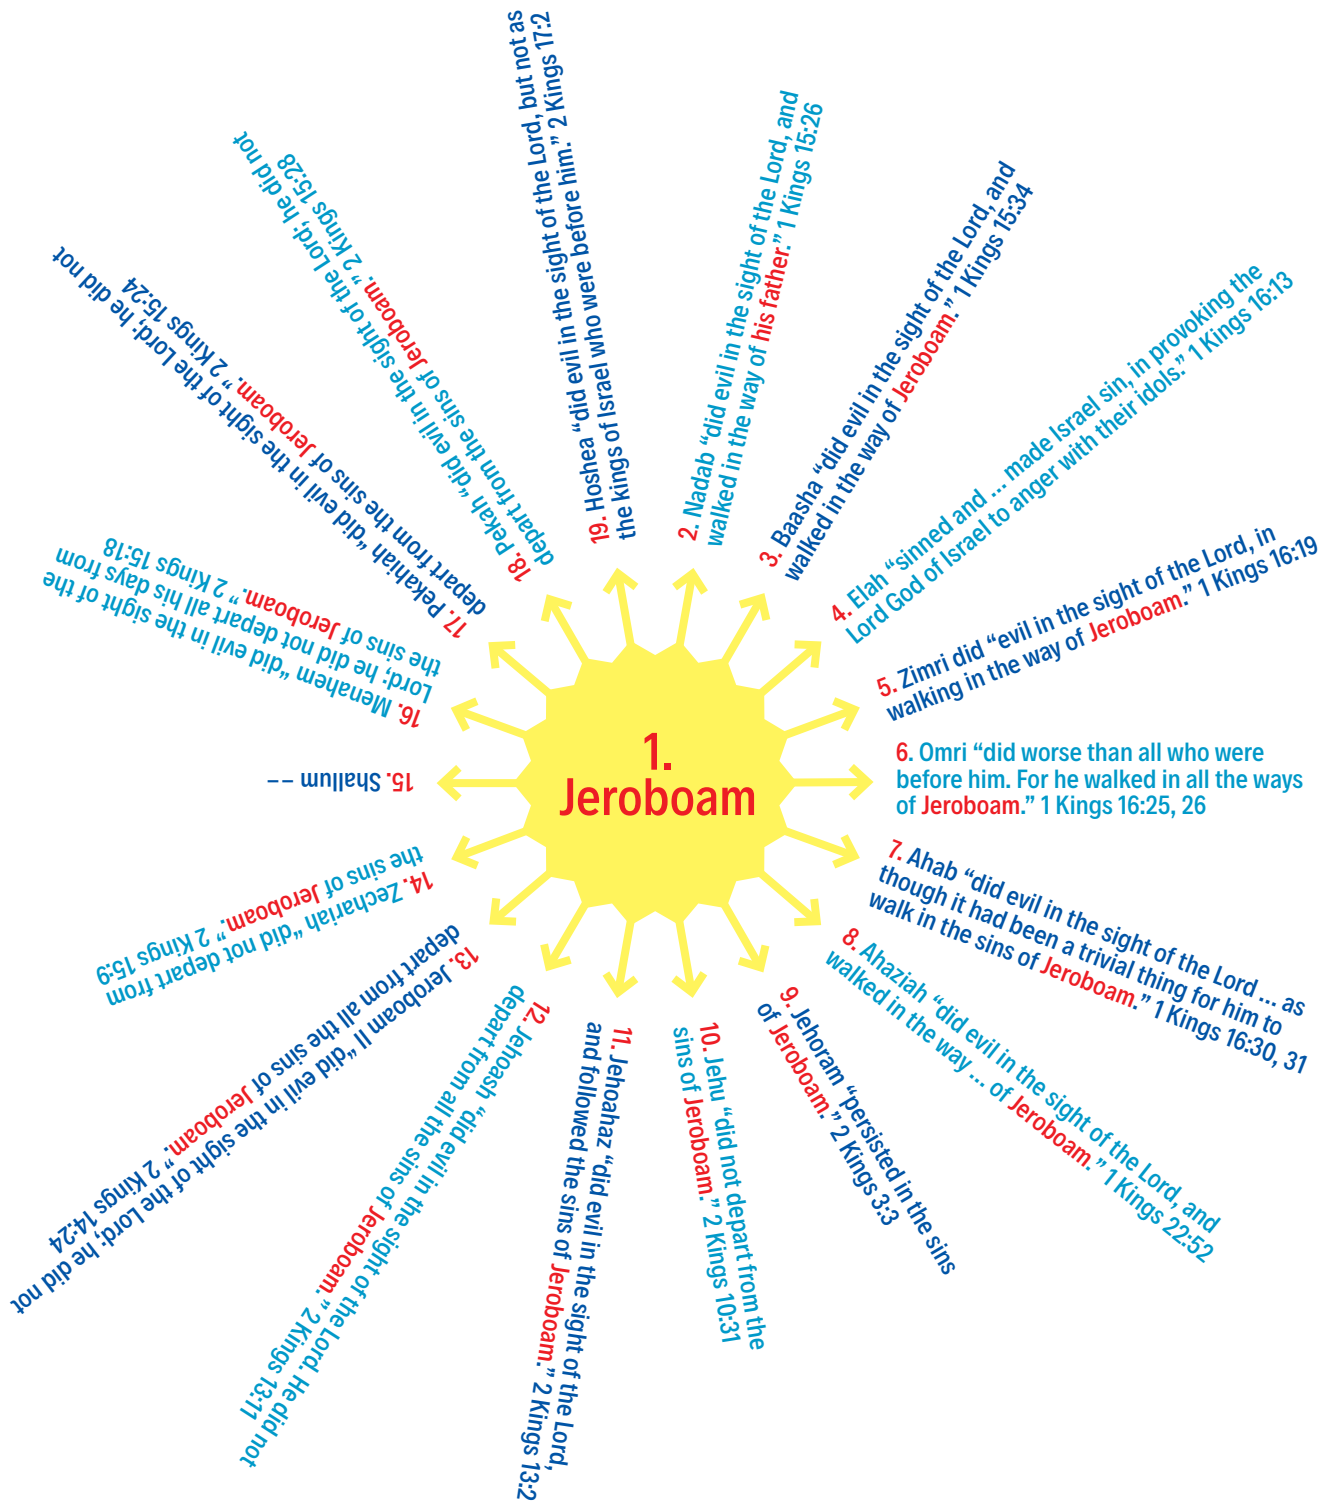 1.
Jeroboam
2. Nadab “did evil in the sight of the Lord, and
walked in the way of his father.” 1 Kings 15:26
3. Baasha “did evil in the sight of the Lord, and
walked in the way of Jeroboam.” 1 Kings 15:34
4. Elah “sinned and ... made Israel sin, in provoking the
Lord God of Israel to anger with their idols.” 1 Kings 16:13
5. Zimri did “evil in the sight of the Lord, in
walking in the way of Jeroboam.” 1 Kings 16:19
6. Omri “did worse than all who were
before him. For he walked in all the ways
of Jeroboam.” 1 Kings 16:25, 26
7. Ahab “did evil in the sight of the Lord ... as
though it had been a trivial thing for him to
walk in the sins of Jeroboam.” 1 Kings 16:30, 31
8. Ahaziah “did evil in the sight of the Lord, and
walked in the way ... of Jeroboam.” 1 Kings 22:52
9. Jehoram “persisted in the sins
of Jeroboam.” 2 Kings 3:3
10. Jehu “did not depart from the
sins of Jeroboam.” 2 Kings 10:31
11. Jehoahaz “did evil in the sight of the Lord,
and followed the sins of Jeroboam.” 2 Kings 13:2
12. Jehoash “did evil in the sight of the Lord. He did not
depart from all the sins of Jeroboam.” 2 Kings 13:11
13. Jeroboam II “did evil in the sight of the Lord; he did not
depart from all the sins of Jeroboam.” 2 Kings 14:24
14. Zechariah “did not depart from
the sins of Jeroboam.” 2 Kings 15:9
15. Shallum –––
16. Menahem “did evil in the sight of the
Lord; he did not depart all his days from
the sins of Jeroboam.” 2 Kings 15:18
17. Pekahiah “did evil in the sight of the Lord; he did not
depart from the sins of Jeroboam.” 2 Kings 15:24
18. Pekah “did evil in the sight of the Lord; he did not
depart from the sins of Jeroboam.” 2 Kings 15:28
19. Hoshea “did evil in the sight of the Lord, but not as
the kings of Israel who were before him.” 2 Kings 17:2